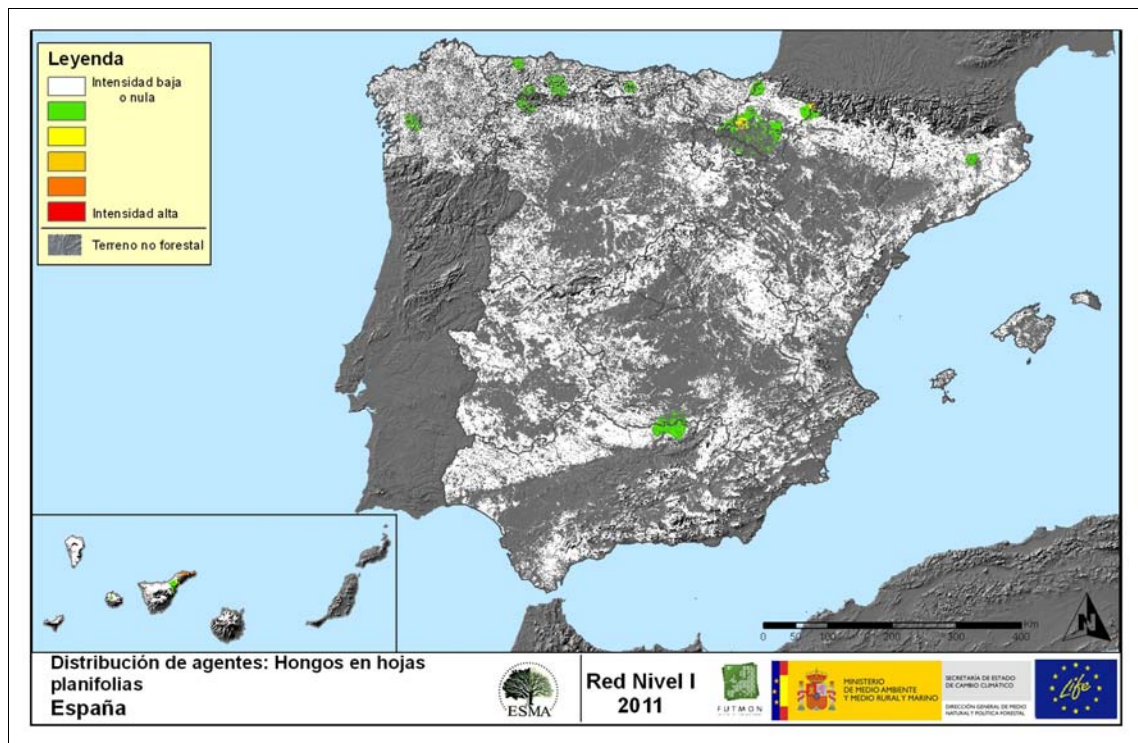 Leyenda
Intensidad baja
o nula
Intensidad alta
Terreno no forestal
N
Km
0 50 100 200 300 400
Distribución de agentes: Hongos en hojas
planifolias
España
ESMA
Red Nivel I
2011
FUTMON
MINISTERIO
DE MEDIO AMBIENTE
Y MEDIO RURAL Y MARINO
SECRETARÍA DE ESTADO
DE CAMBIO CLIMÁTICO
DIRECCIÓN GENERAL DE MEDIO
NATURAL Y POLÍTICA FORESTAL
Life